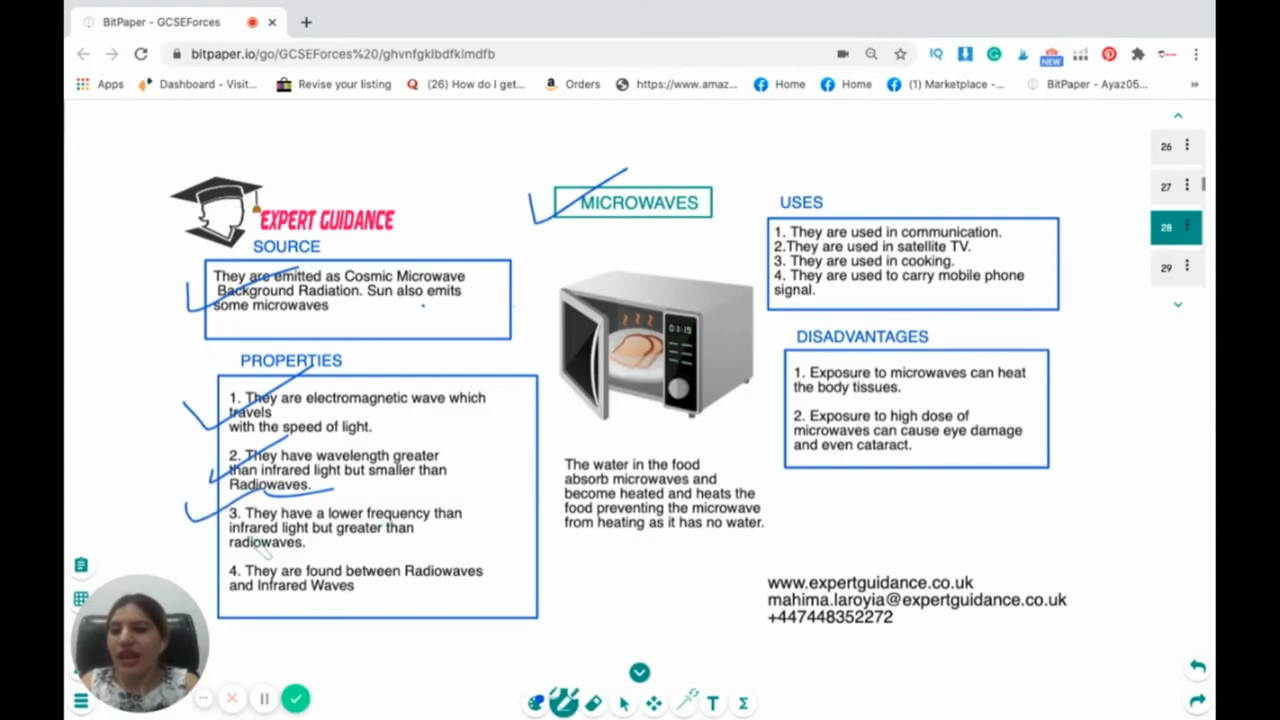 BitPaper - GCSEForces
bitpaper.io/go/GCSEForces%20/ghvnfgklbdfklmdfb
IQ
NEW
Apps
Dashboard - Visit...
Revise your listing
(26) How do I get...
Orders
https://www.amaz...
Home
Home
(1) Marketplace -...
BitPaper - Ayaz05...
»
26
27
28
29
EXPERT GUIDANCE
MICROWAVES
SOURCE
They are emitted as Cosmic Microwave
Background Radiation. Sun also emits
some microwaves
PROPERTIES
1. They are electromagnetic wave which
travels
with the speed of light.
2. They have wavelength greater
than infrared light but smaller than
Radiowaves.
3. They have a lower frequency than
infrared light but greater than
radiowaves.
4. They are found between Radiowaves
and Infrared Waves
01:19
The water in the food
absorb microwaves and
become heated and heats the
food preventing the microwave
from heating as it has no water.
USES
1. They are used in communication.
2.They are used in satellite TV.
3. They are used in cooking.
4. They are used to carry mobile phone
signal.
DISADVANTAGES
1. Exposure to microwaves can heat
the body tissues.
2. Exposure to high dose of
microwaves can cause eye damage
and even cataract.
www.expertguidance.co.uk
mahima.laroyia@expertguidance.co.uk
+447448352272
T
Σ